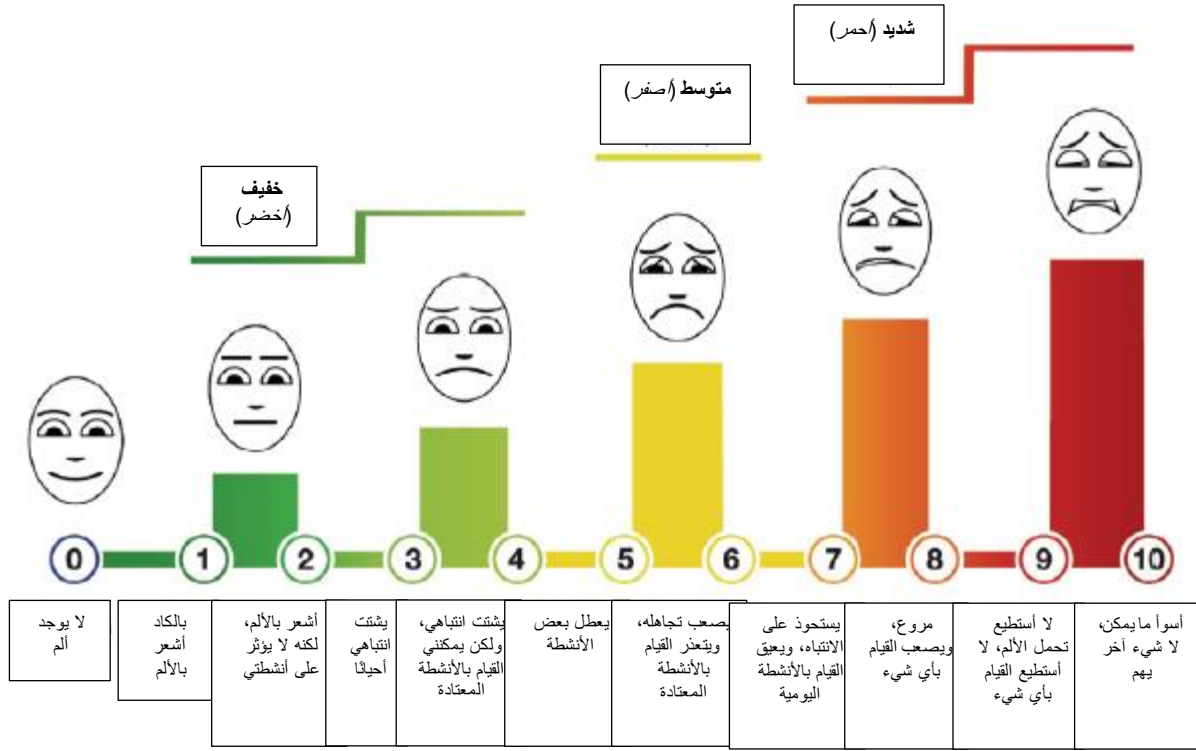 شديد (أحمر)
متوسط (أصفر)
خفيف
(أخضر)
0 1 2 3 4 5 6 7 8 9 10
لا يوجد
ألم
بالكاد
أشعر
بالألم
أشعر بالألم،
لكنه لا يؤثر
على أنشطتي
يشتت
انتباهي
أحيانًا
يشتت انتباهي،
ولكن يمكنني
القيام بالأنشطة
المعتادة
يعطل بعض
الأنشطة
يصعب تجاهله،
ويتعذر القيام
بالأنشطة
المعتادة
يستحوذ على
الانتباه، ويعيق
القيام بالأنشطة
اليومية
مروع،
ويصعب القيام
بأي شيء
لا أستطيع
تحمل الألم، لا
أستطيع القيام
بأي شيء
أسوأ ما يمكن،
لا شيء آخر
يهم